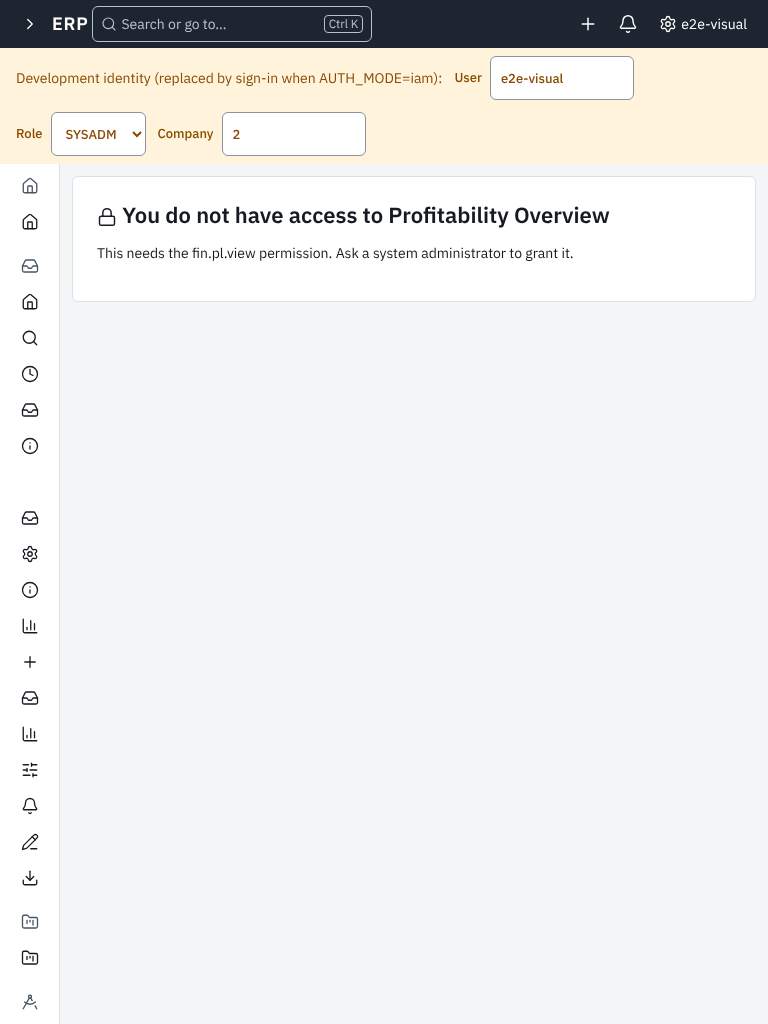 ERP Search or go to... Ctrl K e2e-visual
Development identity (replaced by sign-in when AUTH_MODE=iam): User e2e-visual
Role SYSADM Company 2
You do not have access to Profitability Overview
This needs the fin.pl.view permission. Ask a system administrator to grant it.